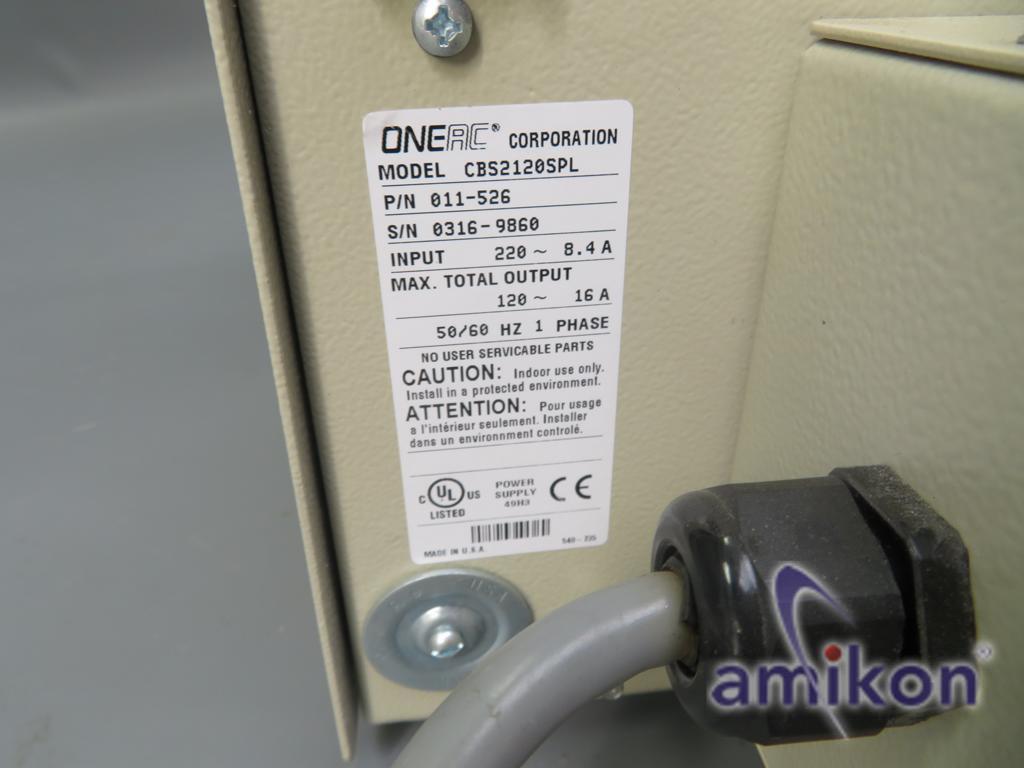 ONEAC® CORPORATION
MODEL CBS2120SPL
P/N 011-526
S/N 0316-9860
INPUT 220~ 8.4 A
MAX. TOTAL OUTPUT
120~ 16 A
50/60 HZ 1 PHASE
NO USER SERVICABLE PARTS
CAUTION: Indoor use only.
Install in a protected environment.
ATTENTION: Pour usage
a l'intérieur seulement. Installer
dans un environnment controlé.
C UL US
LISTED
POWER
SUPPLY
49H3
CE
MADE IN U.S.A.
USA
amikon®